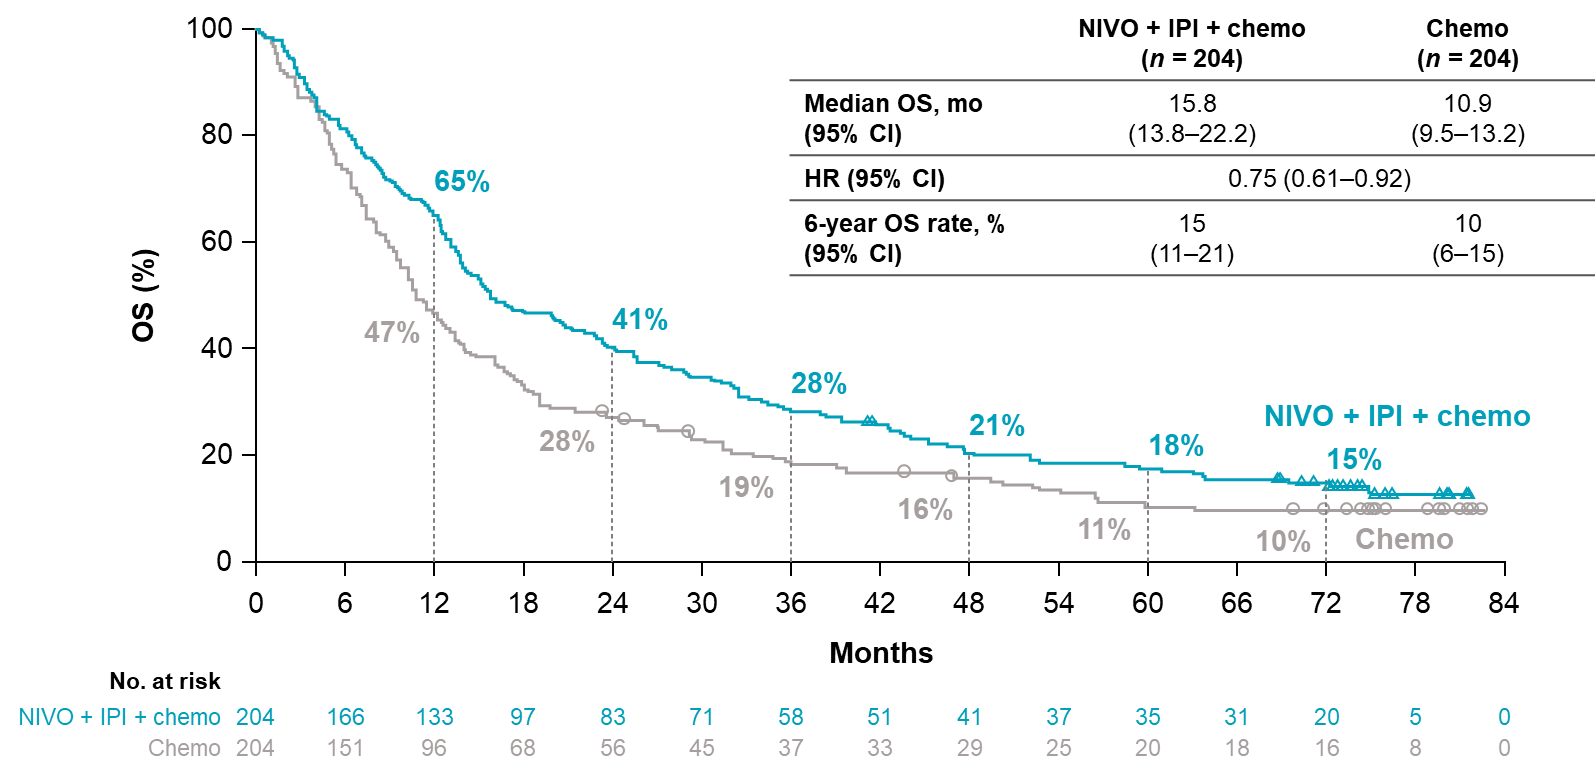 NIVO + IPI + chemo Chemo
(n = 204) (n = 204)
Median OS, mo 15.8 10.9
(95% CI) (13.8–22.2) (9.5–13.2)
HR (95% CI) 0.75 (0.61–0.92)
6-year OS rate, % 15 10
(95% CI) (11–21) (6–15)
OS (%)
100
80
60
40
20
0
65%
47%
41%
28%
28%
19%
21%
16%
18%
11%
15%
10%
NIVO + IPI + chemo
Chemo
0 6 12 18 24 30 36 42 48 54 60 66 72 78 84
Months
No. at risk
NIVO + IPI + chemo 204 166 133 97 83 71 58 51 41 37 35 31 20 5 0
Chemo 204 151 96 68 56 45 37 33 29 25 20 18 16 8 0